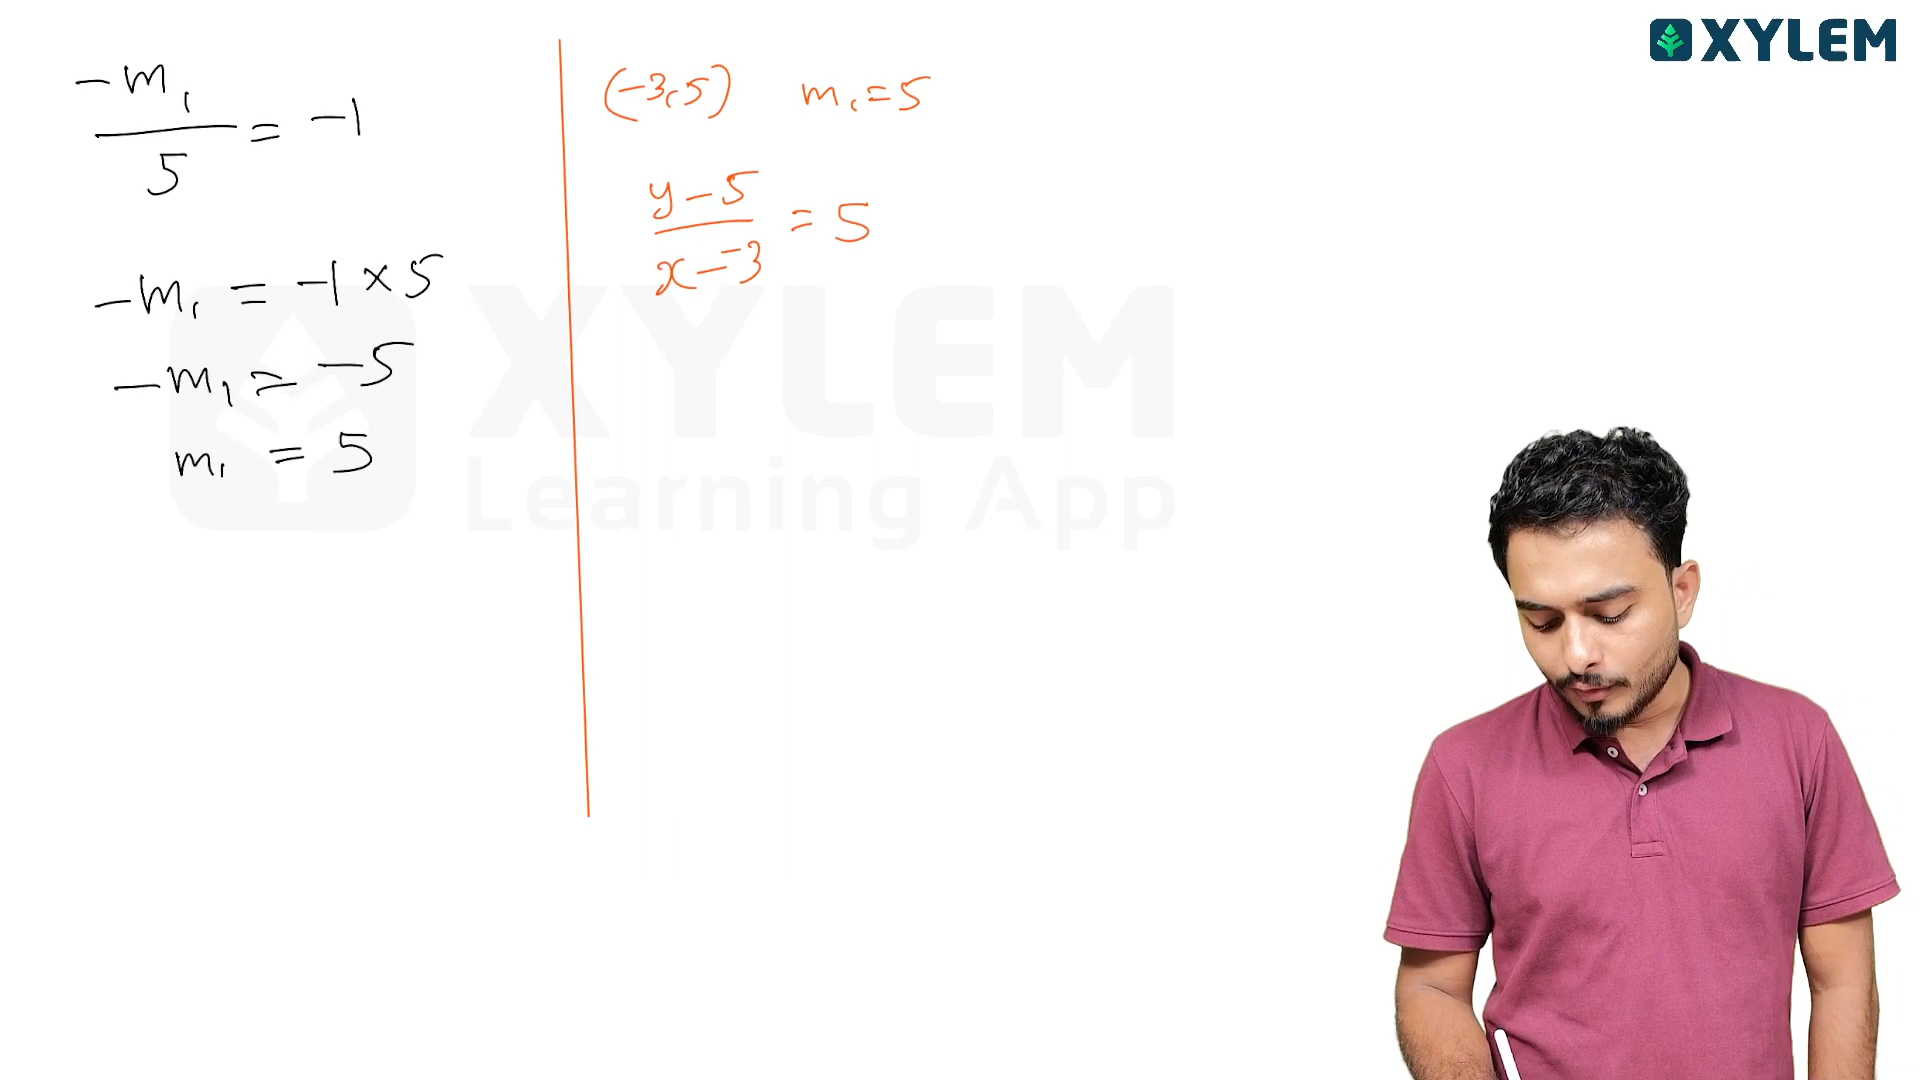 XYLEM
-m₁
5
= -1
-m₁ = -1 × 5
-m₁ = -5
m₁ = 5
(-3, 5) m₁ = 5
y - 5
x - -3
= 5
XYLEM
Learning App